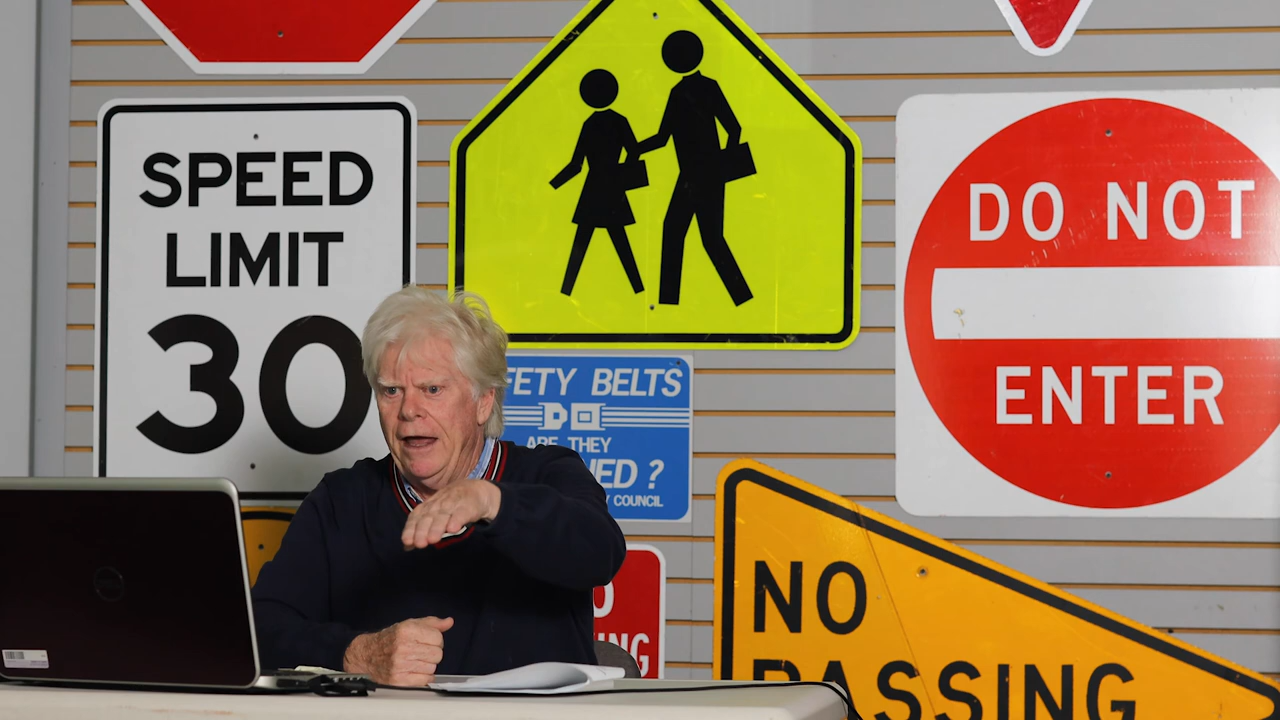 SPEED
LIMIT
30
FETY BELTS
ARE THEY
ED ?
COUNCIL
DO NOT
ENTER
NO
PASSING